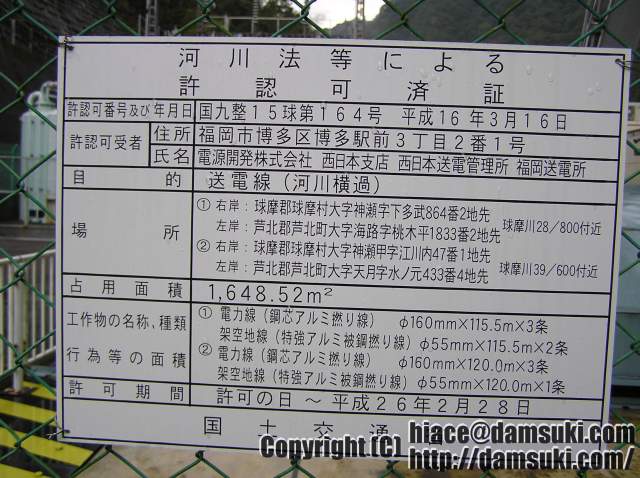 河川法等による
許認可済証
許認可番号及び年月日 国九整15球第164号 平成16年3月16日
許認可受者 住所 福岡市博多区博多駅前3丁目2番1号
氏名 電源開発株式会社 西日本支店 西日本送電管理所 福岡送電所
目的 送電線(河川横過)
場所 ① 右岸:球摩郡球摩村大字神瀬字下多武864番2地先
左岸:芦北郡芦北町大字海路字桃木平1833番2地先 球摩川28/800付近
② 右岸:球摩郡球摩村大字神瀬甲字江川内47番1地先
左岸:芦北郡芦北町大字天月字水ノ元433番4地先 球摩川39/600付近
占用面積 1,648.52m²
工作物の名称、種類 ① 電力線(鋼芯アルミ撚り線) φ160mm×115.5m×3条
架空地線(特強アルミ被鋼撚り線) φ55mm×115.5m×2条
行為等の面積 ② 電力線(鋼芯アルミ撚り線) φ160mm×120.0m×3条
架空地線(特強アルミ被鋼撚り線) φ55mm×120.0m×1条
許可期間 許可の日~平成26年2月28日
国土交通
Copyright (C) hiace@damsuki.com
http://damsuki.com/